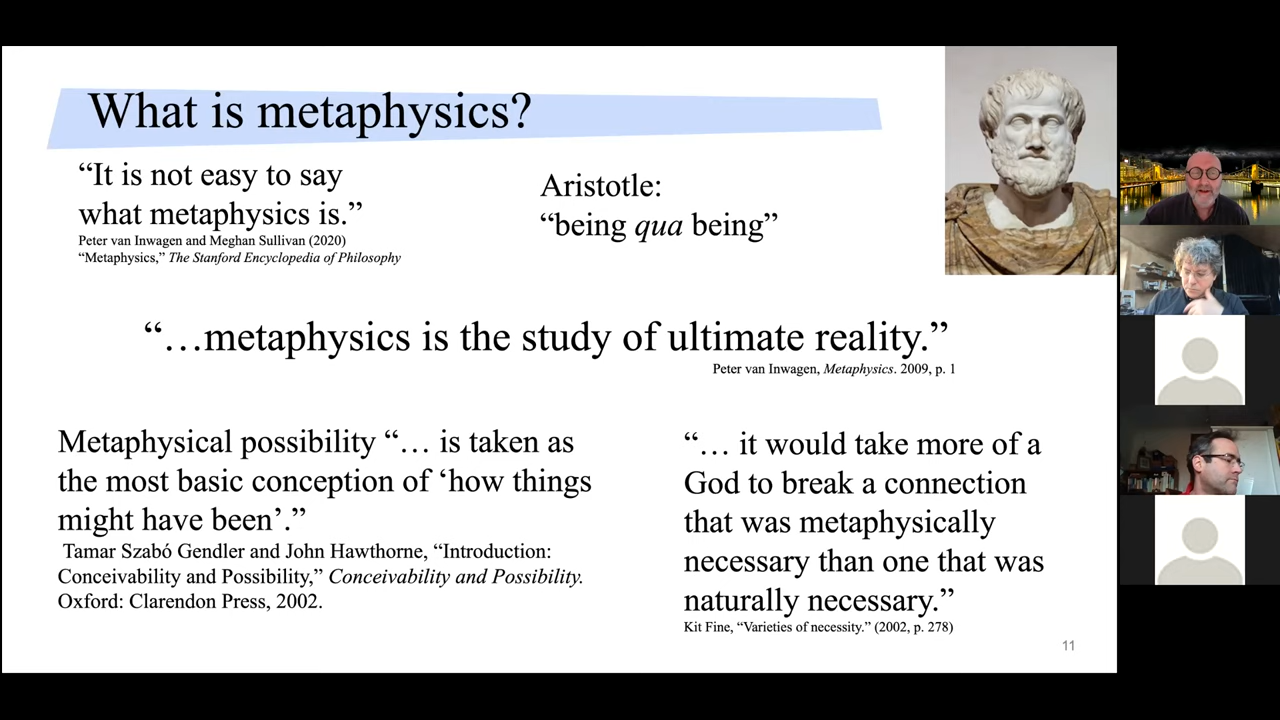 What is metaphysics?
“It is not easy to say
what metaphysics is.”
Peter van Inwagen and Meghan Sullivan (2020)
“Metaphysics,” The Stanford Encyclopedia of Philosophy
Aristotle:
“being qua being”
“…metaphysics is the study of ultimate reality.”
Peter van Inwagen, Metaphysics. 2009, p. 1
Metaphysical possibility “… is taken as
the most basic conception of ‘how things
might have been’.”
Tamar Szabó Gendler and John Hawthorne, “Introduction:
Conceivability and Possibility,” Conceivability and Possibility.
Oxford: Clarendon Press, 2002.
“… it would take more of a
God to break a connection
that was metaphysically
necessary than one that was
naturally necessary.”
Kit Fine, “Varieties of necessity.” (2002, p. 278)
11